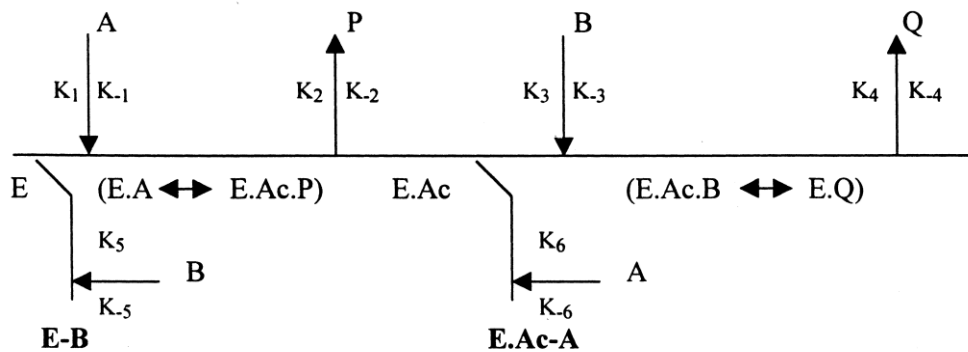 A P B Q
K1 K-1 K2 K-2 K3 K-3 K4 K-4
E (E.A ↔ E.Ac.P) E.Ac (E.Ac.B ↔ E.Q)
K5 K6
B A
K-5 K-6
E-B E.Ac-A